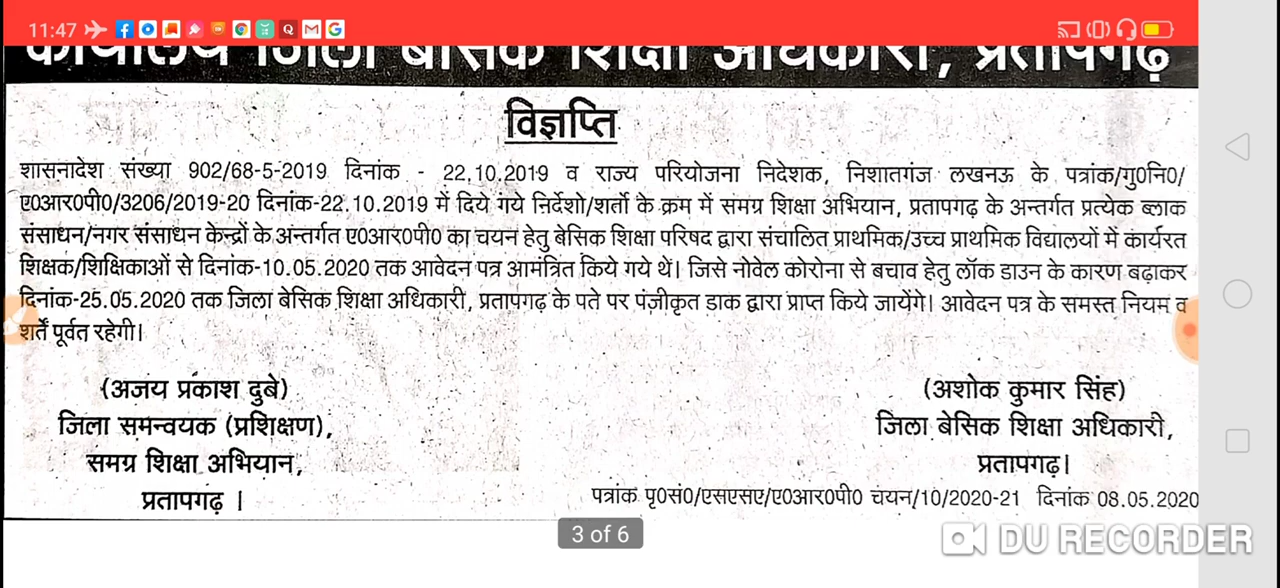 11:47
कार्यालय जिला बेसिक शिक्षा अधिकारी, प्रतापगढ़
विज्ञप्ति
शासनादेश संख्या 902/68-5-2019 दिनांक - 22.10.2019 व राज्य परियोजना निदेशक, निशातगंज लखनऊ के पत्रांक/गु0नि0/
ए0आर0पी0/3206/2019-20 दिनांक-22.10.2019 में दिये गये निर्देशो/शर्तो के क्रम में समग्र शिक्षा अभियान, प्रतापगढ़ के अन्तर्गत प्रत्येक ब्लाक
संसाधन/नगर संसाधन केन्द्रों के अंन्तर्गत ए0आर0पी0 का चयन हेतु बेसिक शिक्षा परिषद द्वारा संचालित प्राथमिक/उच्च प्राथमिक विद्यालयों में कार्यरत
शिक्षक/शिक्षिकाओं से दिनांक-10.05.2020 तक आवेदन पत्र आमंत्रित किये गये थें। जिसे नोवेल कोरोना से बचाव हेतु लॉक डाउन के कारण बढ़ाकर
दिनांक-25.05.2020 तक जिला बेसिक शिक्षा अधिकारी, प्रतापगढ़ के पते पर पंज़ीकृत डाक द्वारा प्राप्त किये जायेंगे। आवेदन पत्र के समस्त नियम व
शर्ते पूर्वत रहेगी।
(अजय प्रकाश दुबे)
जिला समन्वयक (प्रशिक्षण),
समग्र शिक्षा अभियान,
प्रतापगढ़ |
(अशोक कुमार सिंह)
जिला बेसिक शिक्षा अधिकारी,
प्रतापगढ़।
पत्रांक पृ0सं0/एसएसए/ए0आर0पी0 चयन/10/2020-21 दिनांक 08.05.2020
3 of 6
DU RECORDER